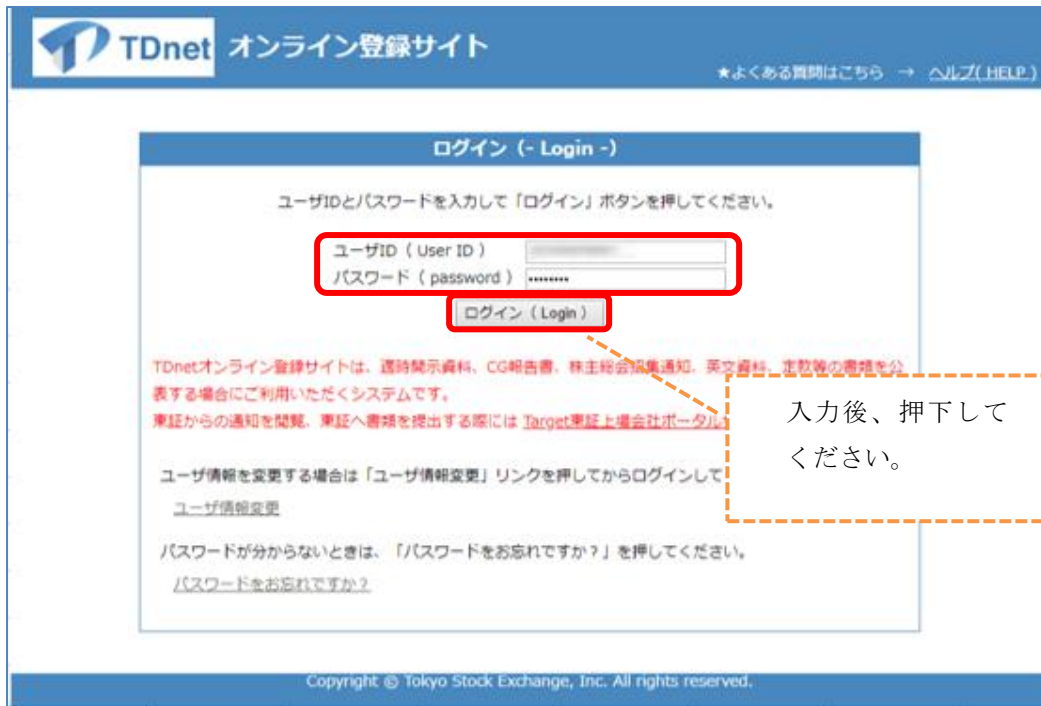 TDnet オンライン登録サイト
★よくある質問はこちら → ヘルプ( HELP )
ログイン (- Login -)
ユーザIDとパスワードを入力して「ログイン」ボタンを押してください。
ユーザID ( User ID )
パスワード ( password ) ••••••••
ログイン ( Login )
TDnetオンライン登録サイトは、適時開示資料、CG報告書、株主総会招集通知、英文資料、定款等の書類を公
表する場合にご利用いただくシステムです。
東証からの通知を閲覧、東証へ書類を提出する際には Target東証上場会社ポータル
入力後、押下して
ください。
ユーザ情報を変更する場合は「ユーザ情報変更」リンクを押してからログインして
ユーザ情報変更
パスワードが分からないときは、「パスワードをお忘れですか？」を押してください。
パスワードをお忘れですか？
Copyright © Tokyo Stock Exchange, Inc. All rights reserved.